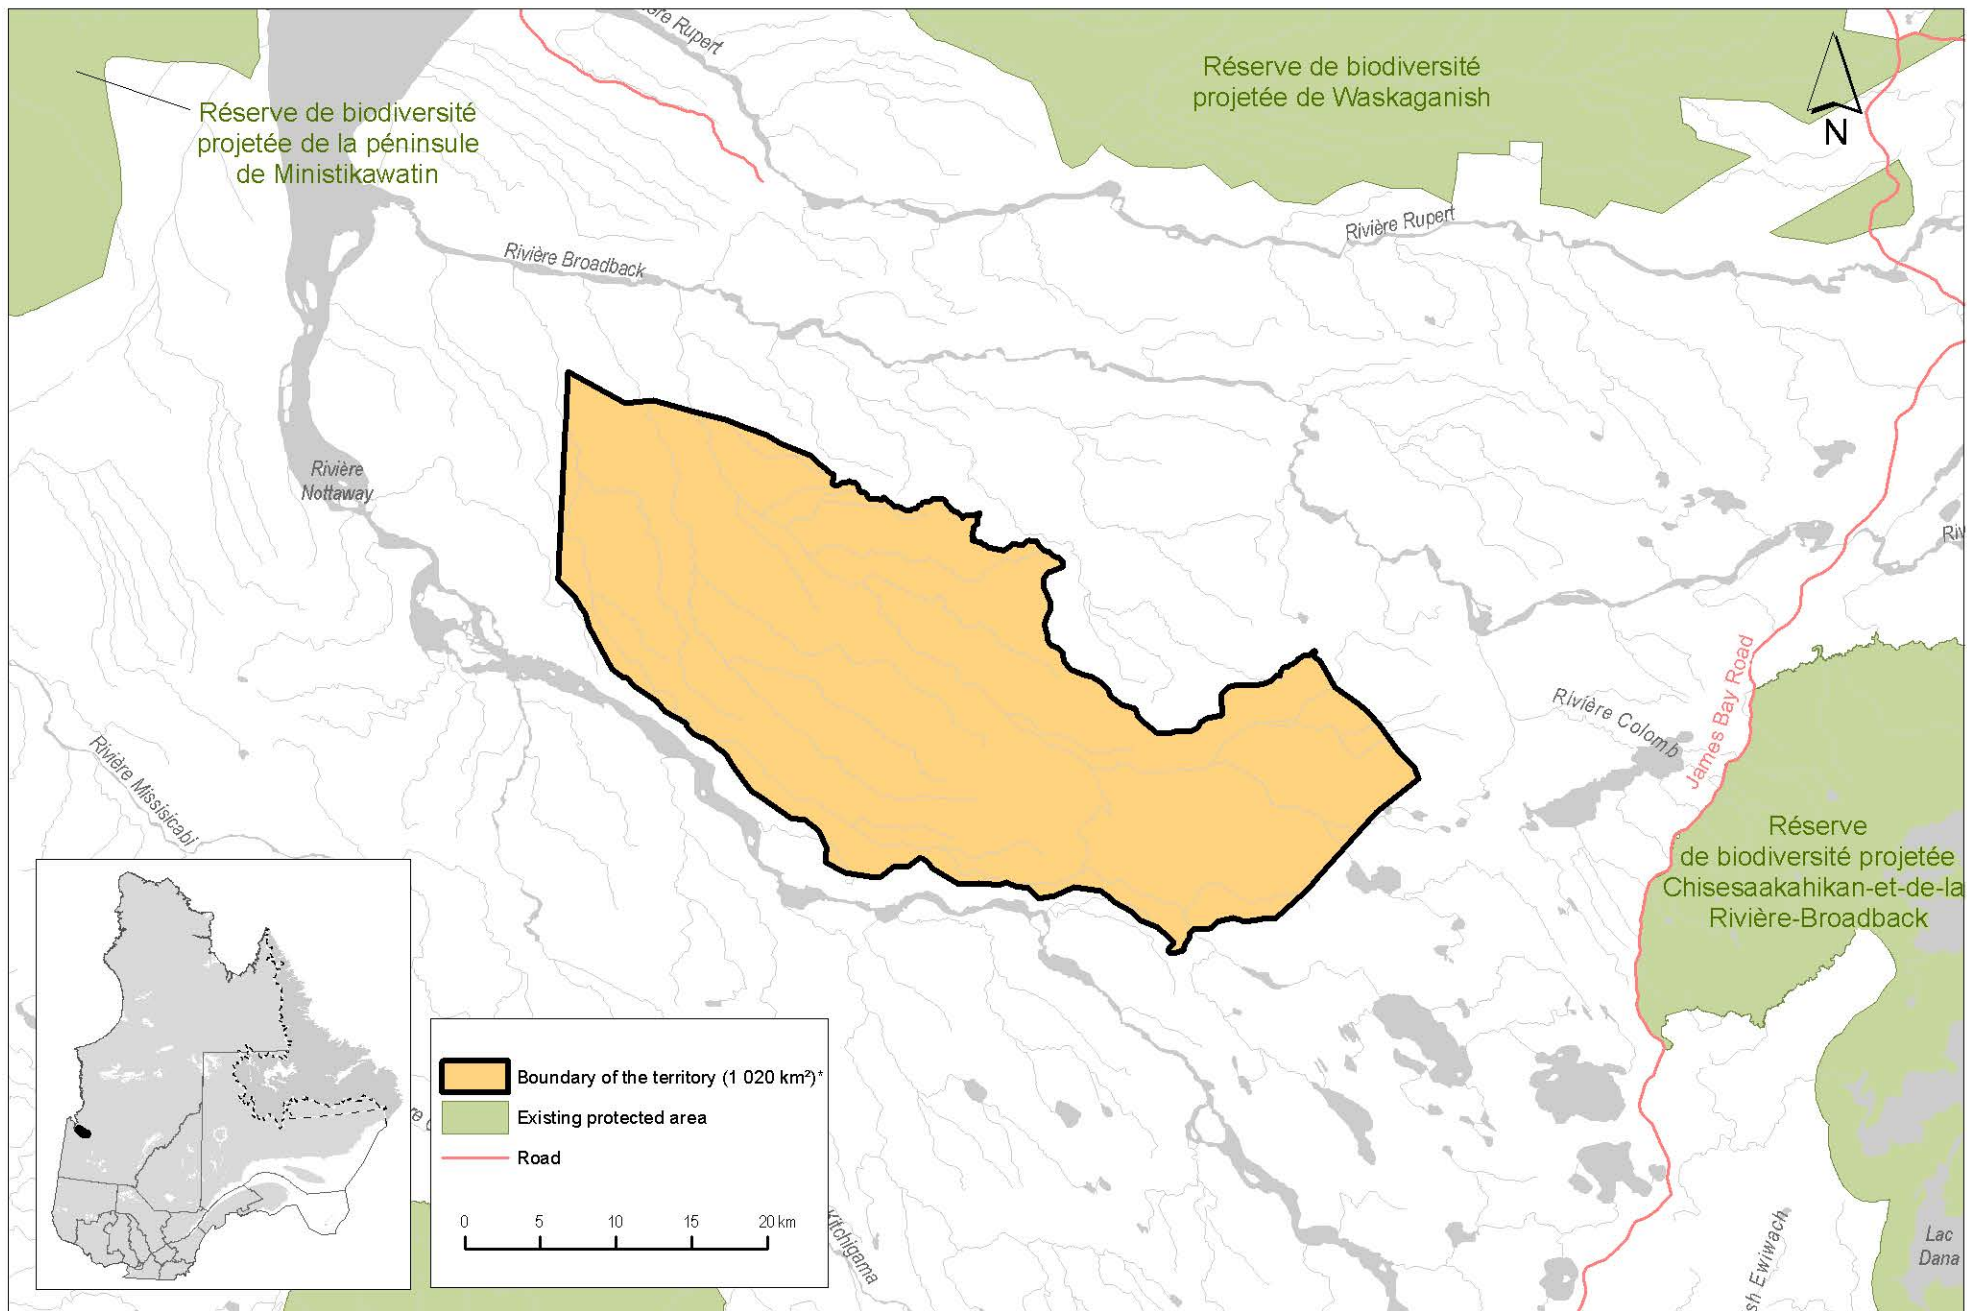 Rupert
Réserve de biodiversité
projetée de Waskaganish
N
Réserve de biodiversité
projetée de la péninsule
de Ministikawatin
Rivière Broadback
Rivière Rupert
Rivière
Nottaway
Rivière Colomb
James Bay Road
Rivière Missisicabi
Réserve
de biodiversité projetée
Chisesaakahikan-et-de-la
Rivière-Broadback
Boundary of the territory (1 020 km²)*
Existing protected area
Road
0 5 10 15 20 km
Kitchigama
Ewiwach
Lac
Dana